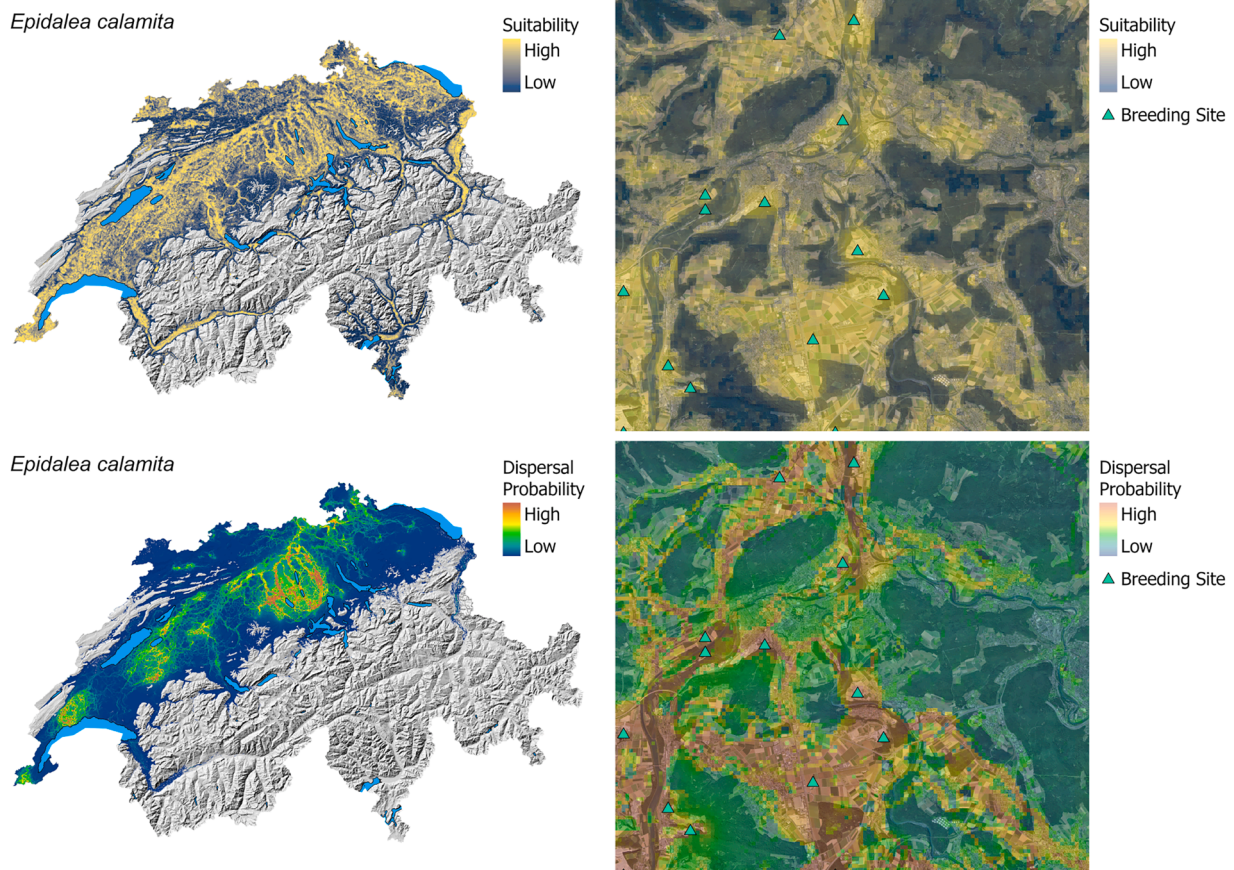 Epidalea calamita
Suitability
High
Low
Suitability
High
Low
Breeding Site
Epidalea calamita
Dispersal
Probability
High
Low
Dispersal
Probability
High
Low
Breeding Site